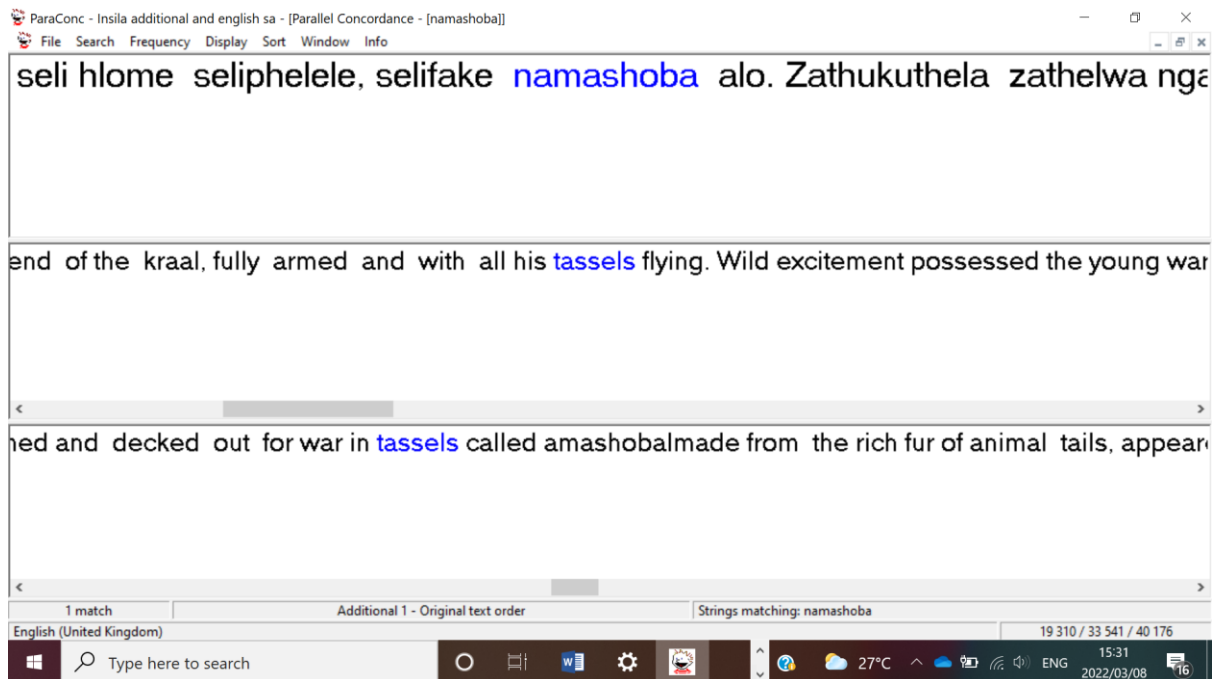 ParaConc - Insila additional and english sa - [Parallel Concordance - [namashoba]]
File Search Frequency Display Sort Window Info
seli hlome seliphelele, selifake namashoba alo. Zathukuthela zathelwa nga
end of the kraal, fully armed and with all his tassels flying. Wild excitement possessed the young war
ned and decked out for war in tassels called amashobalmade from the rich fur of animal tails, appear
1 match Additional 1 - Original text order Strings matching: namashoba
English (United Kingdom) 19 310 / 33 541 / 40 176
Type here to search 27°C ENG 15:31
2022/03/08 16